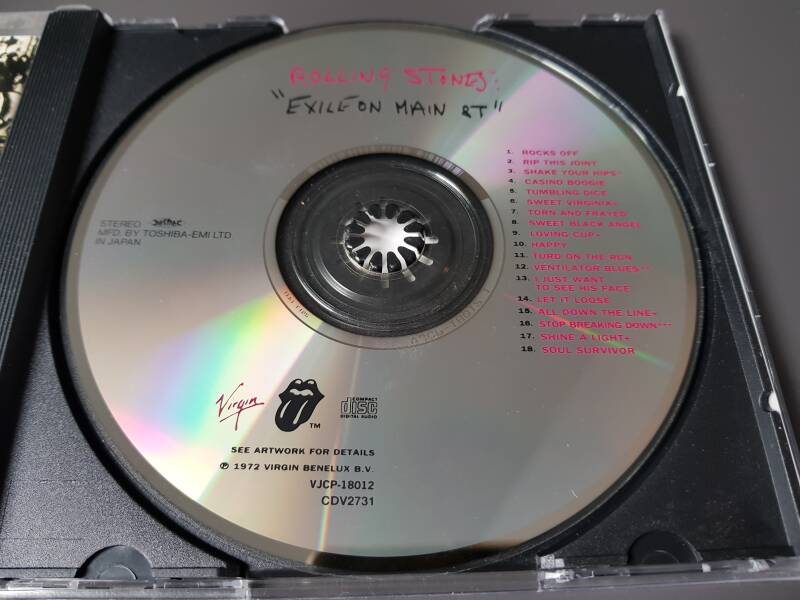 ROLLING STONES:
"EXILE ON MAIN ST"
1. ROCKS OFF
2. RIP THIS JOINT
3. SHAKE YOUR HIPS*
4. CASINO BOOGIE
5. TUMBLING DICE
6. SWEET VIRGINIA+
7. TORN AND FRAYED
8. SWEET BLACK ANGEL
9. LOVING CUP+
10. HAPPY
11. TURD ON THE RUN
12. VENTILATOR BLUES**
13. I JUST WANT
TO SEE HIS FACE
14. LET IT LOOSE
15. ALL DOWN THE LINE+
16. STOP BREAKING DOWN***
17. SHINE A LIGHT+
18. SOUL SURVIVOR
STEREO JASRAC
MFD. BY TOSHIBA-EMI LTD
IN JAPAN
Virgin
TM
COMPACT
disc
DIGITAL AUDIO
SEE ARTWORK FOR DETAILS
℗ 1972 VIRGIN BENELUX B.V.
VJCP-18012
CDV2731